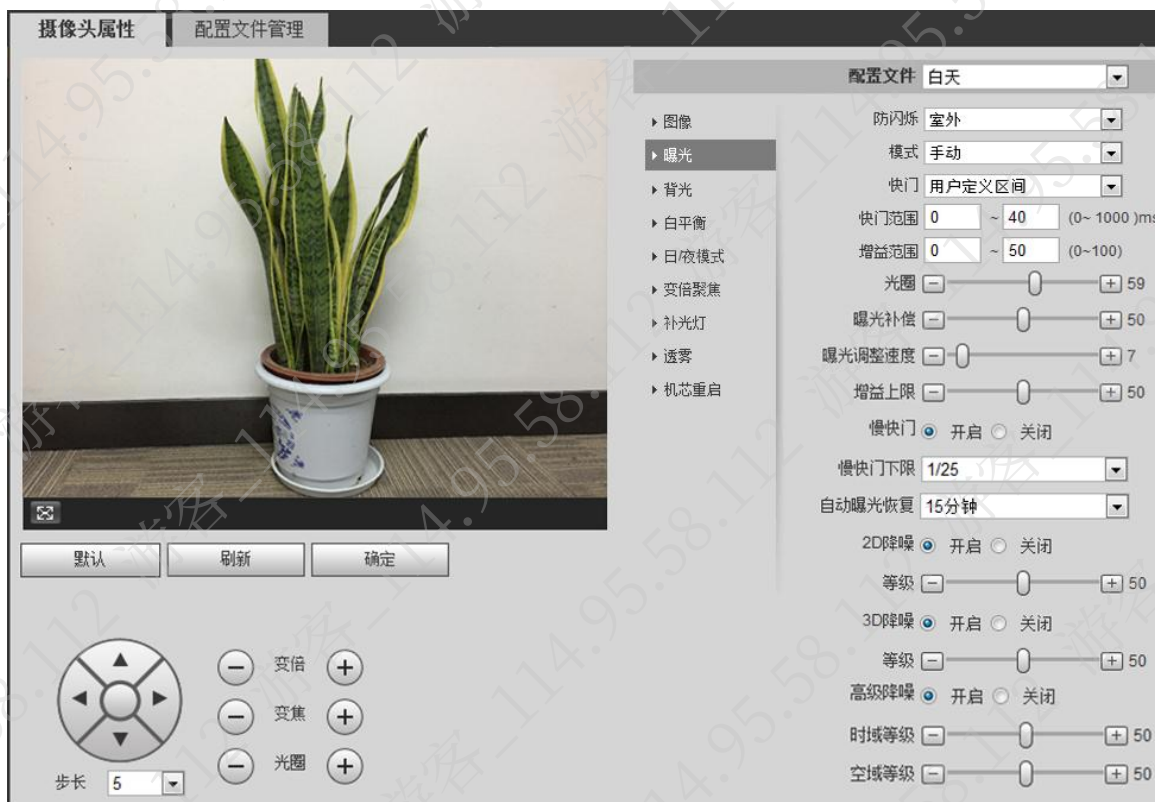 摄像头属性 配置文件管理
配置文件 白天
图像
曝光
背光
白平衡
日/夜模式
变倍聚焦
补光灯
透雾
机芯重启
防闪烁 室外
模式 手动
快门 用户定义区间
快门范围 0 ~ 40 (0~ 1000 )ms
增益范围 0 ~ 50 (0~100)
光圈 59
曝光补偿 50
曝光调整速度 7
增益上限 50
慢快门 开启 关闭
慢快门下限 1/25
自动曝光恢复 15分钟
2D降噪 开启 关闭
等级 50
3D降噪 开启 关闭
等级 50
高级降噪 开启 关闭
时域等级 50
空域等级 50
默认 刷新 确定
变倍
变焦
光圈
步长 5
游客_114.95.58.112